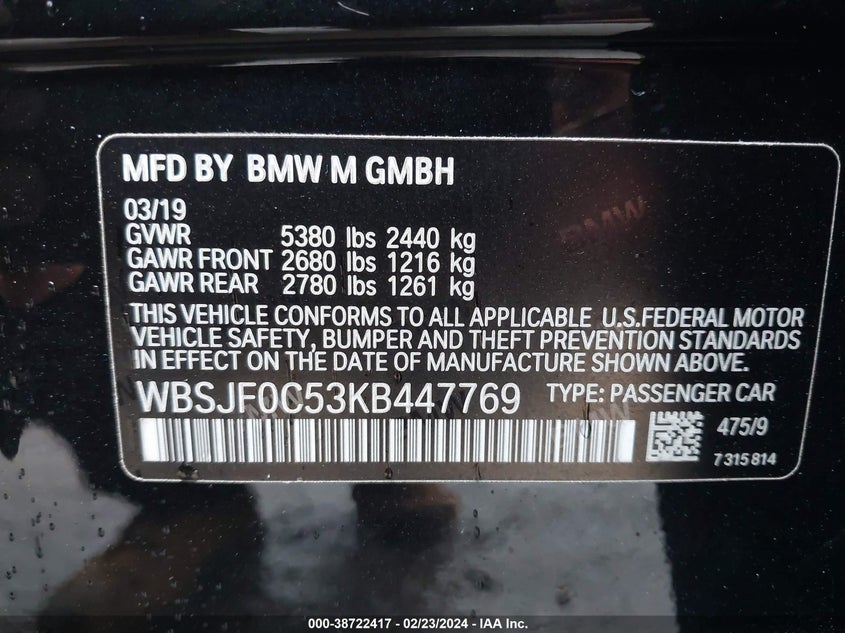 MFD BY BMW M GMBH
03/19
GVWR 5380 lbs 2440 kg
GAWR FRONT 2680 lbs 1216 kg
GAWR REAR 2780 lbs 1261 kg
THIS VEHICLE CONFORMS TO ALL APPLICABLE U.S.FEDERAL MOTOR
VEHICLE SAFETY, BUMPER AND THEFT PREVENTION STANDARDS
IN EFFECT ON THE DATE OF MANUFACTURE SHOWN ABOVE.
WBSJF0C53KB447769 TYPE: PASSENGER CAR
475/9
7315814
000-38722417 - 02/23/2024 - IAA Inc.